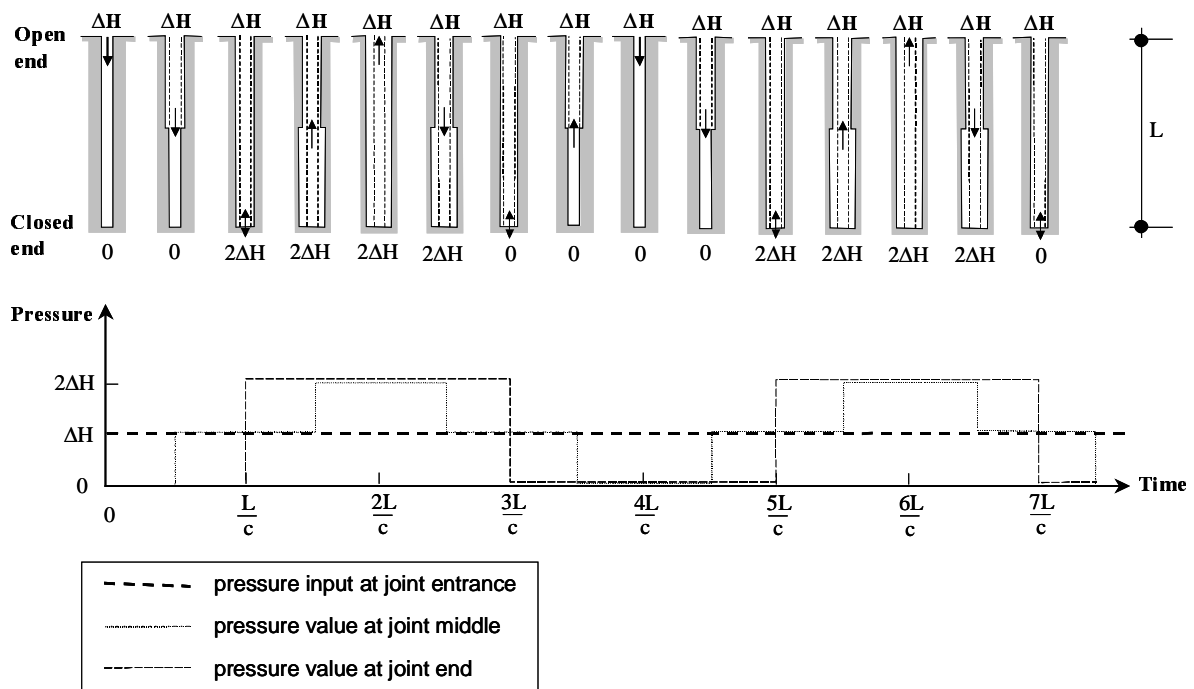 ΔH ΔH ΔH ΔH ΔH ΔH ΔH ΔH ΔH ΔH ΔH ΔH ΔH ΔH ΔH
Open
end
L
Closed
end
0 0 2ΔH 2ΔH 2ΔH 2ΔH 0 0 0 0 2ΔH 2ΔH 2ΔH 2ΔH 0
Pressure
2ΔH
ΔH
0
Time
0 L/c 2L/c 3L/c 4L/c 5L/c 6L/c 7L/c
pressure input at joint entrance
pressure value at joint middle
pressure value at joint end